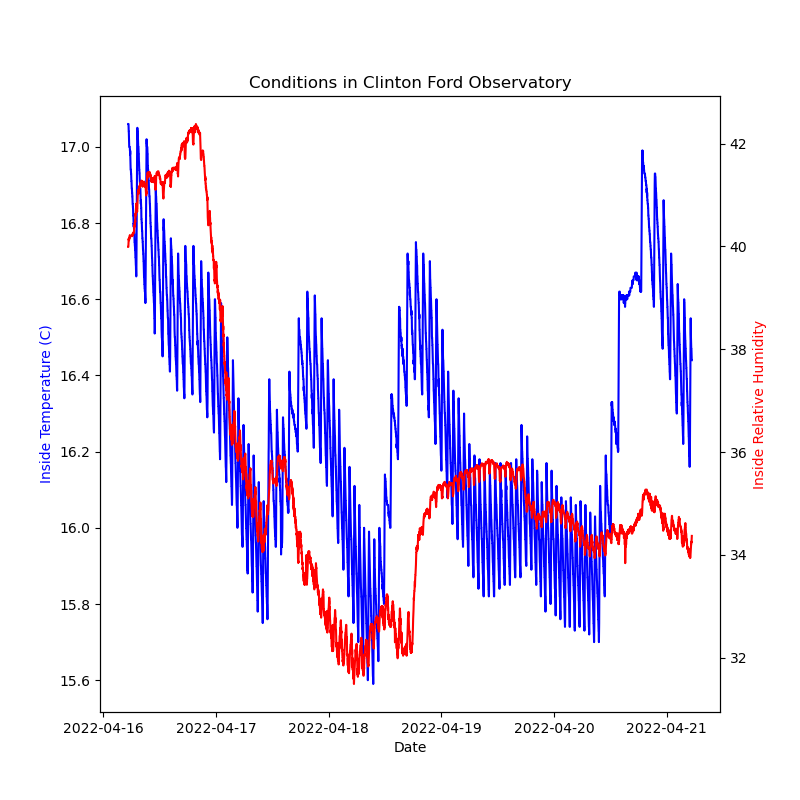 Conditions in Clinton Ford Observatory
17.0
16.8
16.6
16.4
16.2
16.0
15.8
15.6
Inside Temperature (C)
42
40
38
36
34
32
Inside Relative Humidity
2022-04-16 2022-04-17 2022-04-18 2022-04-19 2022-04-20 2022-04-21
Date